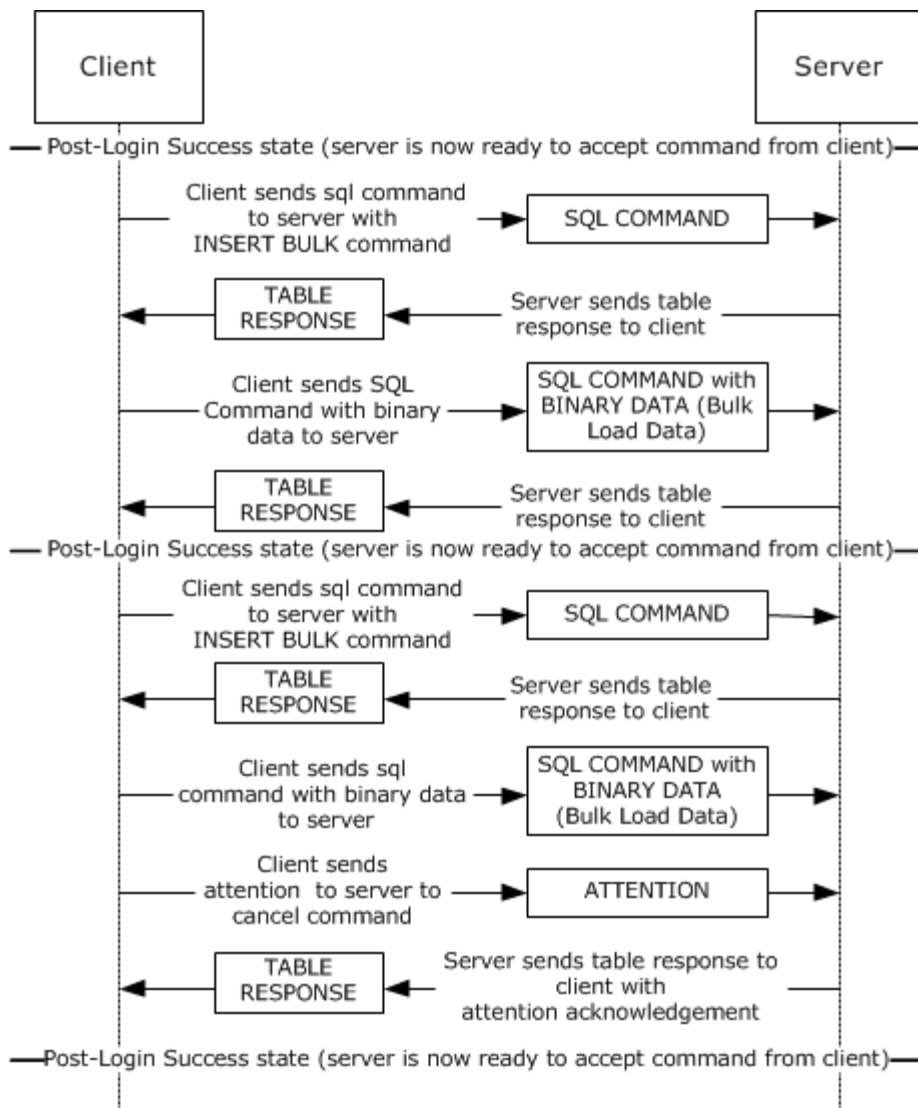 Client
Server
Post-Login Success state (server is now ready to accept command from client)
Client sends sql command
to server with
INSERT BULK command
SQL COMMAND
TABLE
RESPONSE
Server sends table
response to client
Client sends SQL
Command with binary
data to server
SQL COMMAND with
BINARY DATA (Bulk
Load Data)
TABLE
RESPONSE
Server sends table
response to client
Post-Login Success state (server is now ready to accept command from client)
Client sends sql command
to server with
INSERT BULK command
SQL COMMAND
TABLE
RESPONSE
Server sends table
response to client
Client sends sql
command with binary data
to server
SQL COMMAND with
BINARY DATA
(Bulk Load Data)
Client sends
attention to server to
cancel command
ATTENTION
TABLE
RESPONSE
Server sends table response to
client with
attention acknowledgement
Post-Login Success state (server is now ready to accept command from client)